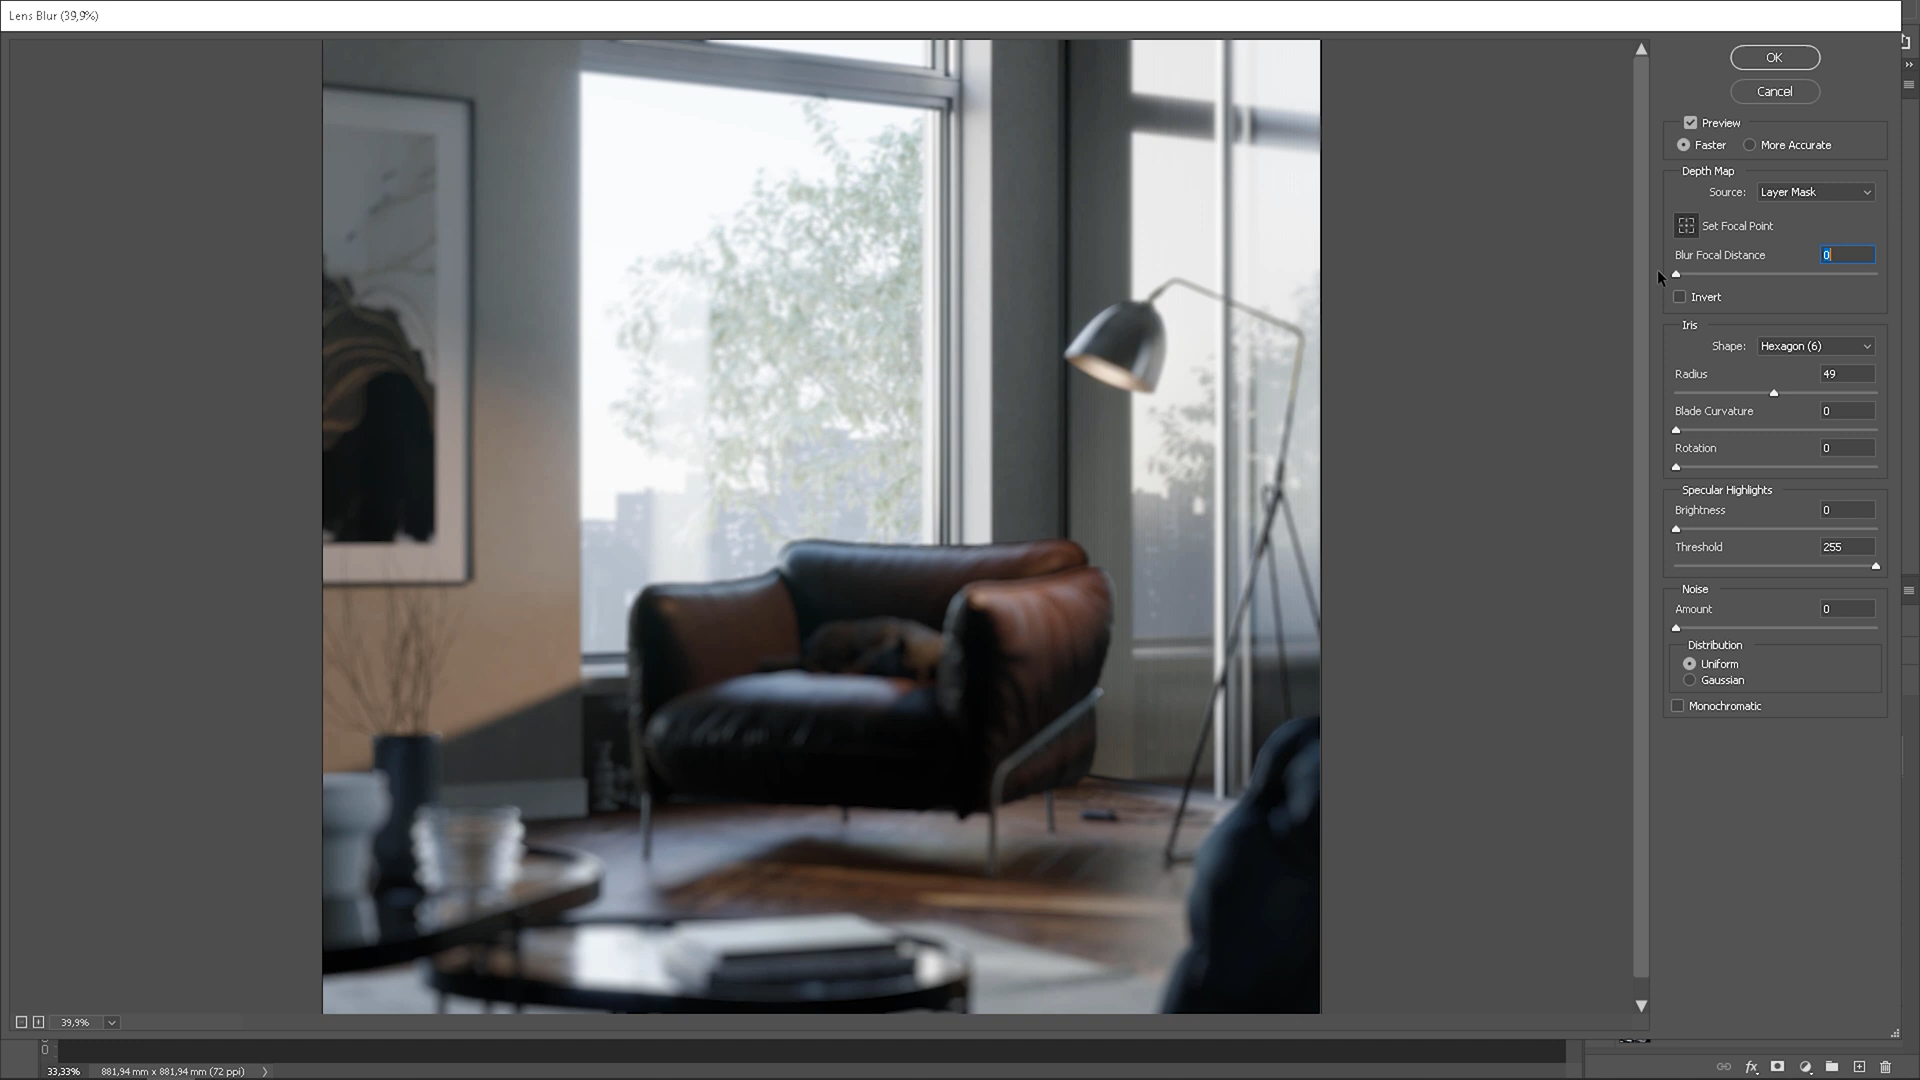 Lens Blur (39,9%)
OK
Cancel
Preview
Faster More Accurate
Depth Map
Source: Layer Mask
Set Focal Point
Blur Focal Distance 0
Invert
Iris
Shape: Hexagon (6)
Radius 49
Blade Curvature 0
Rotation 0
Specular Highlights
Brightness 0
Threshold 255
Noise
Amount 0
Distribution
Uniform
Gaussian
Monochromatic
39,9%
0
33,33% 881,94 mm x 881,94 mm (72 ppi)
fx